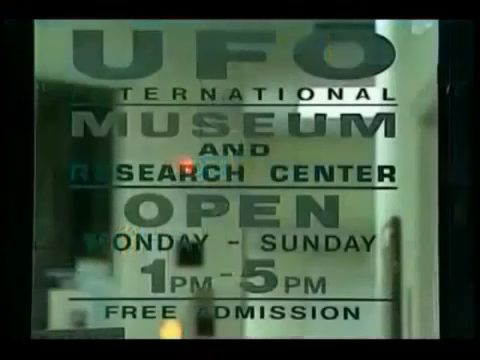 UFO
INTERNATIONAL
MUSEUM
AND
RESEARCH CENTER
OPEN
MONDAY - SUNDAY
1PM - 5PM
FREE ADMISSION